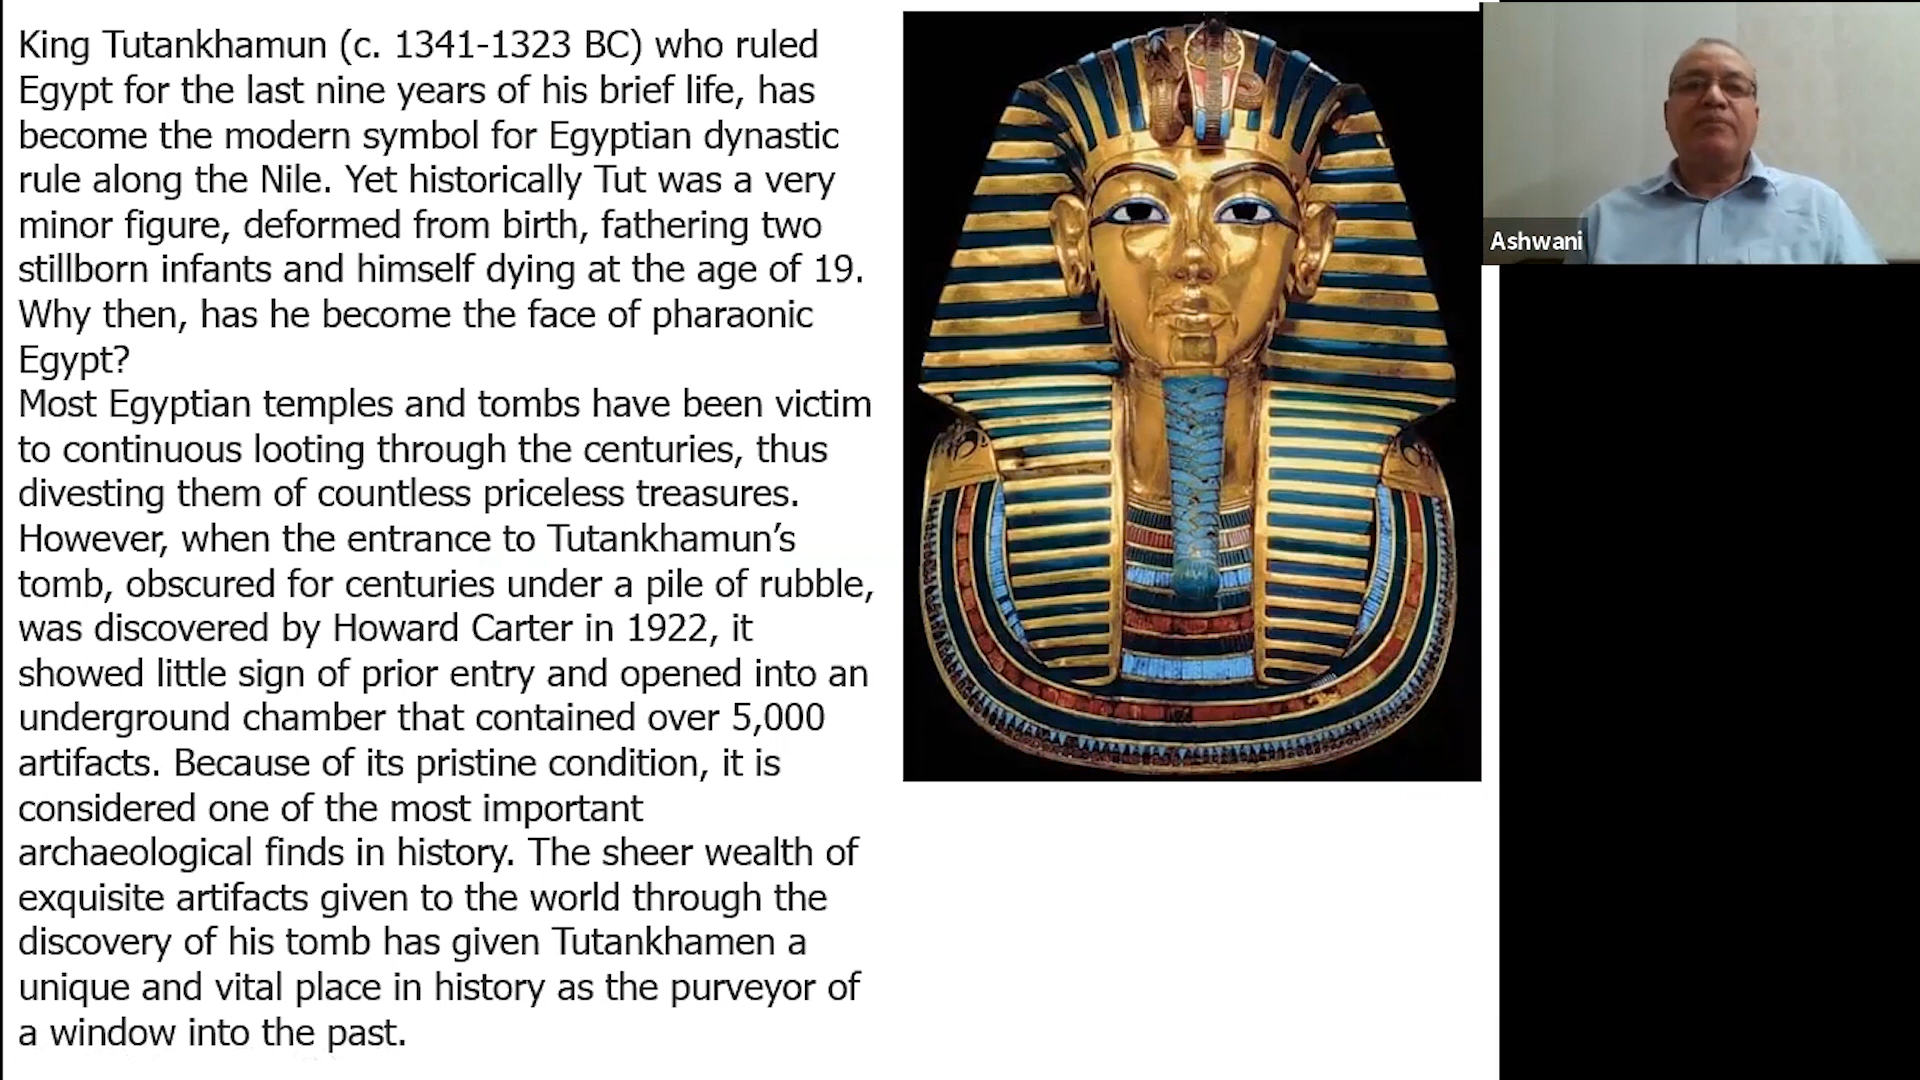 King Tutankhamun (c. 1341-1323 BC) who ruled
Egypt for the last nine years of his brief life, has
become the modern symbol for Egyptian dynastic
rule along the Nile. Yet historically Tut was a very
minor figure, deformed from birth, fathering two
stillborn infants and himself dying at the age of 19.
Why then, has he become the face of pharaonic
Egypt?
Most Egyptian temples and tombs have been victim
to continuous looting through the centuries, thus
divesting them of countless priceless treasures.
However, when the entrance to Tutankhamun’s
tomb, obscured for centuries under a pile of rubble,
was discovered by Howard Carter in 1922, it
showed little sign of prior entry and opened into an
underground chamber that contained over 5,000
artifacts. Because of its pristine condition, it is
considered one of the most important
archaeological finds in history. The sheer wealth of
exquisite artifacts given to the world through the
discovery of his tomb has given Tutankhamen a
unique and vital place in history as the purveyor of
a window into the past.
Ashwani